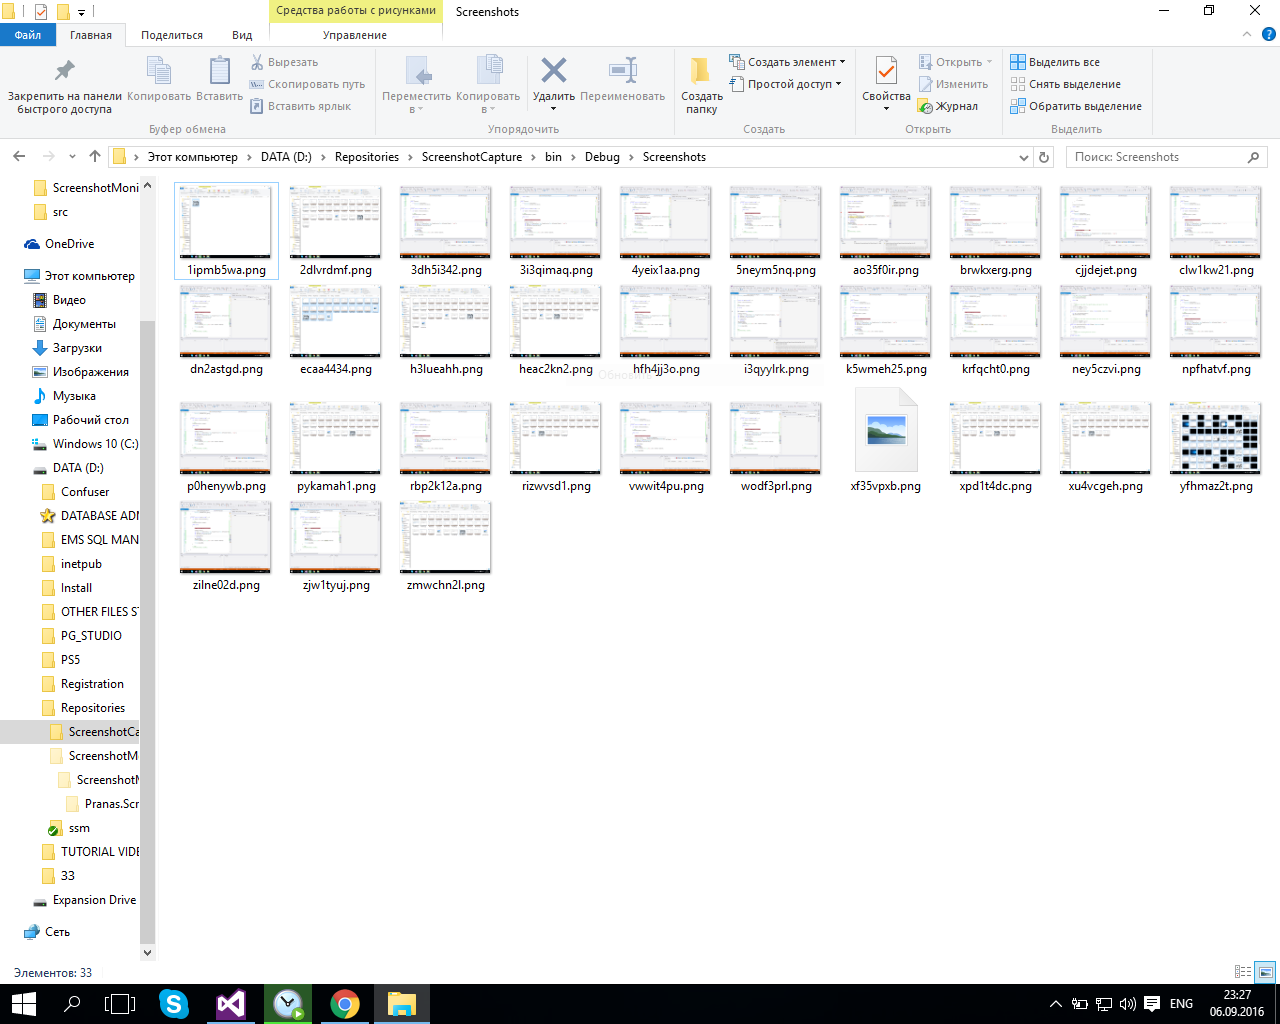 Средства работы с рисунками
Screenshots
Файл
Главная
Поделиться
Вид
Управление
Закрепить на панели быстрого доступа
Копировать
Вставить
Вырезать
Скопировать путь
Вставить ярлык
Буфер обмена
Переместить в
Копировать в
Удалить
Переименовать
Упорядочить
Создать папку
Создать элемент
Простой доступ
Создать
Свойства
Открыть
Изменить
Журнал
Открыть
Выделить все
Снять выделение
Обратить выделение
Выделить
Этот компьютер > DATA (D:) > Repositories > ScreenshotCapture > bin > Debug > Screenshots
Поиск: Screenshots
ScreenshotMoni
src
OneDrive
Этот компьютер
Видео
Документы
Загрузки
Изображения
Музыка
Рабочий стол
Windows 10 (C:)
DATA (D:)
Confuser
DATABASE ADM
EMS SQL MAN
inetpub
Install
OTHER FILES ST
PG_STUDIO
PS5
Registration
Repositories
ScreenshotCa
ScreenshotM
ScreenshotM
Pranas.Scr
ssm
TUTORIAL VIDE
33
Expansion Drive
Сеть
1ipmb5wa.png 2dlvrdmf.png 3dh5i342.png 3i3qimaq.png 4yeix1aa.png 5neym5nq.png ao35f0ir.png brwkxerg.png cjjdejet.png clw1kw21.png
dn2astgd.png ecaa4434.png h3lueahh.png heac2kn2.png hfh4jj3o.png i3qyylrk.png k5wmeh25.png krfqcht0.png ney5czvi.png npfhatvf.png
p0henywb.png pykamah1.png rbp2k12a.png rizwvsd1.png vwwit4pu.png wodf3prl.png xf35vpxb.png xpd1t4dc.png xu4vcgeh.png yfhmaz2t.png
zilne02d.png zjw1tyuj.png zmwchn2l.png
Элементов: 33
ENG
23:27
06.09.2016